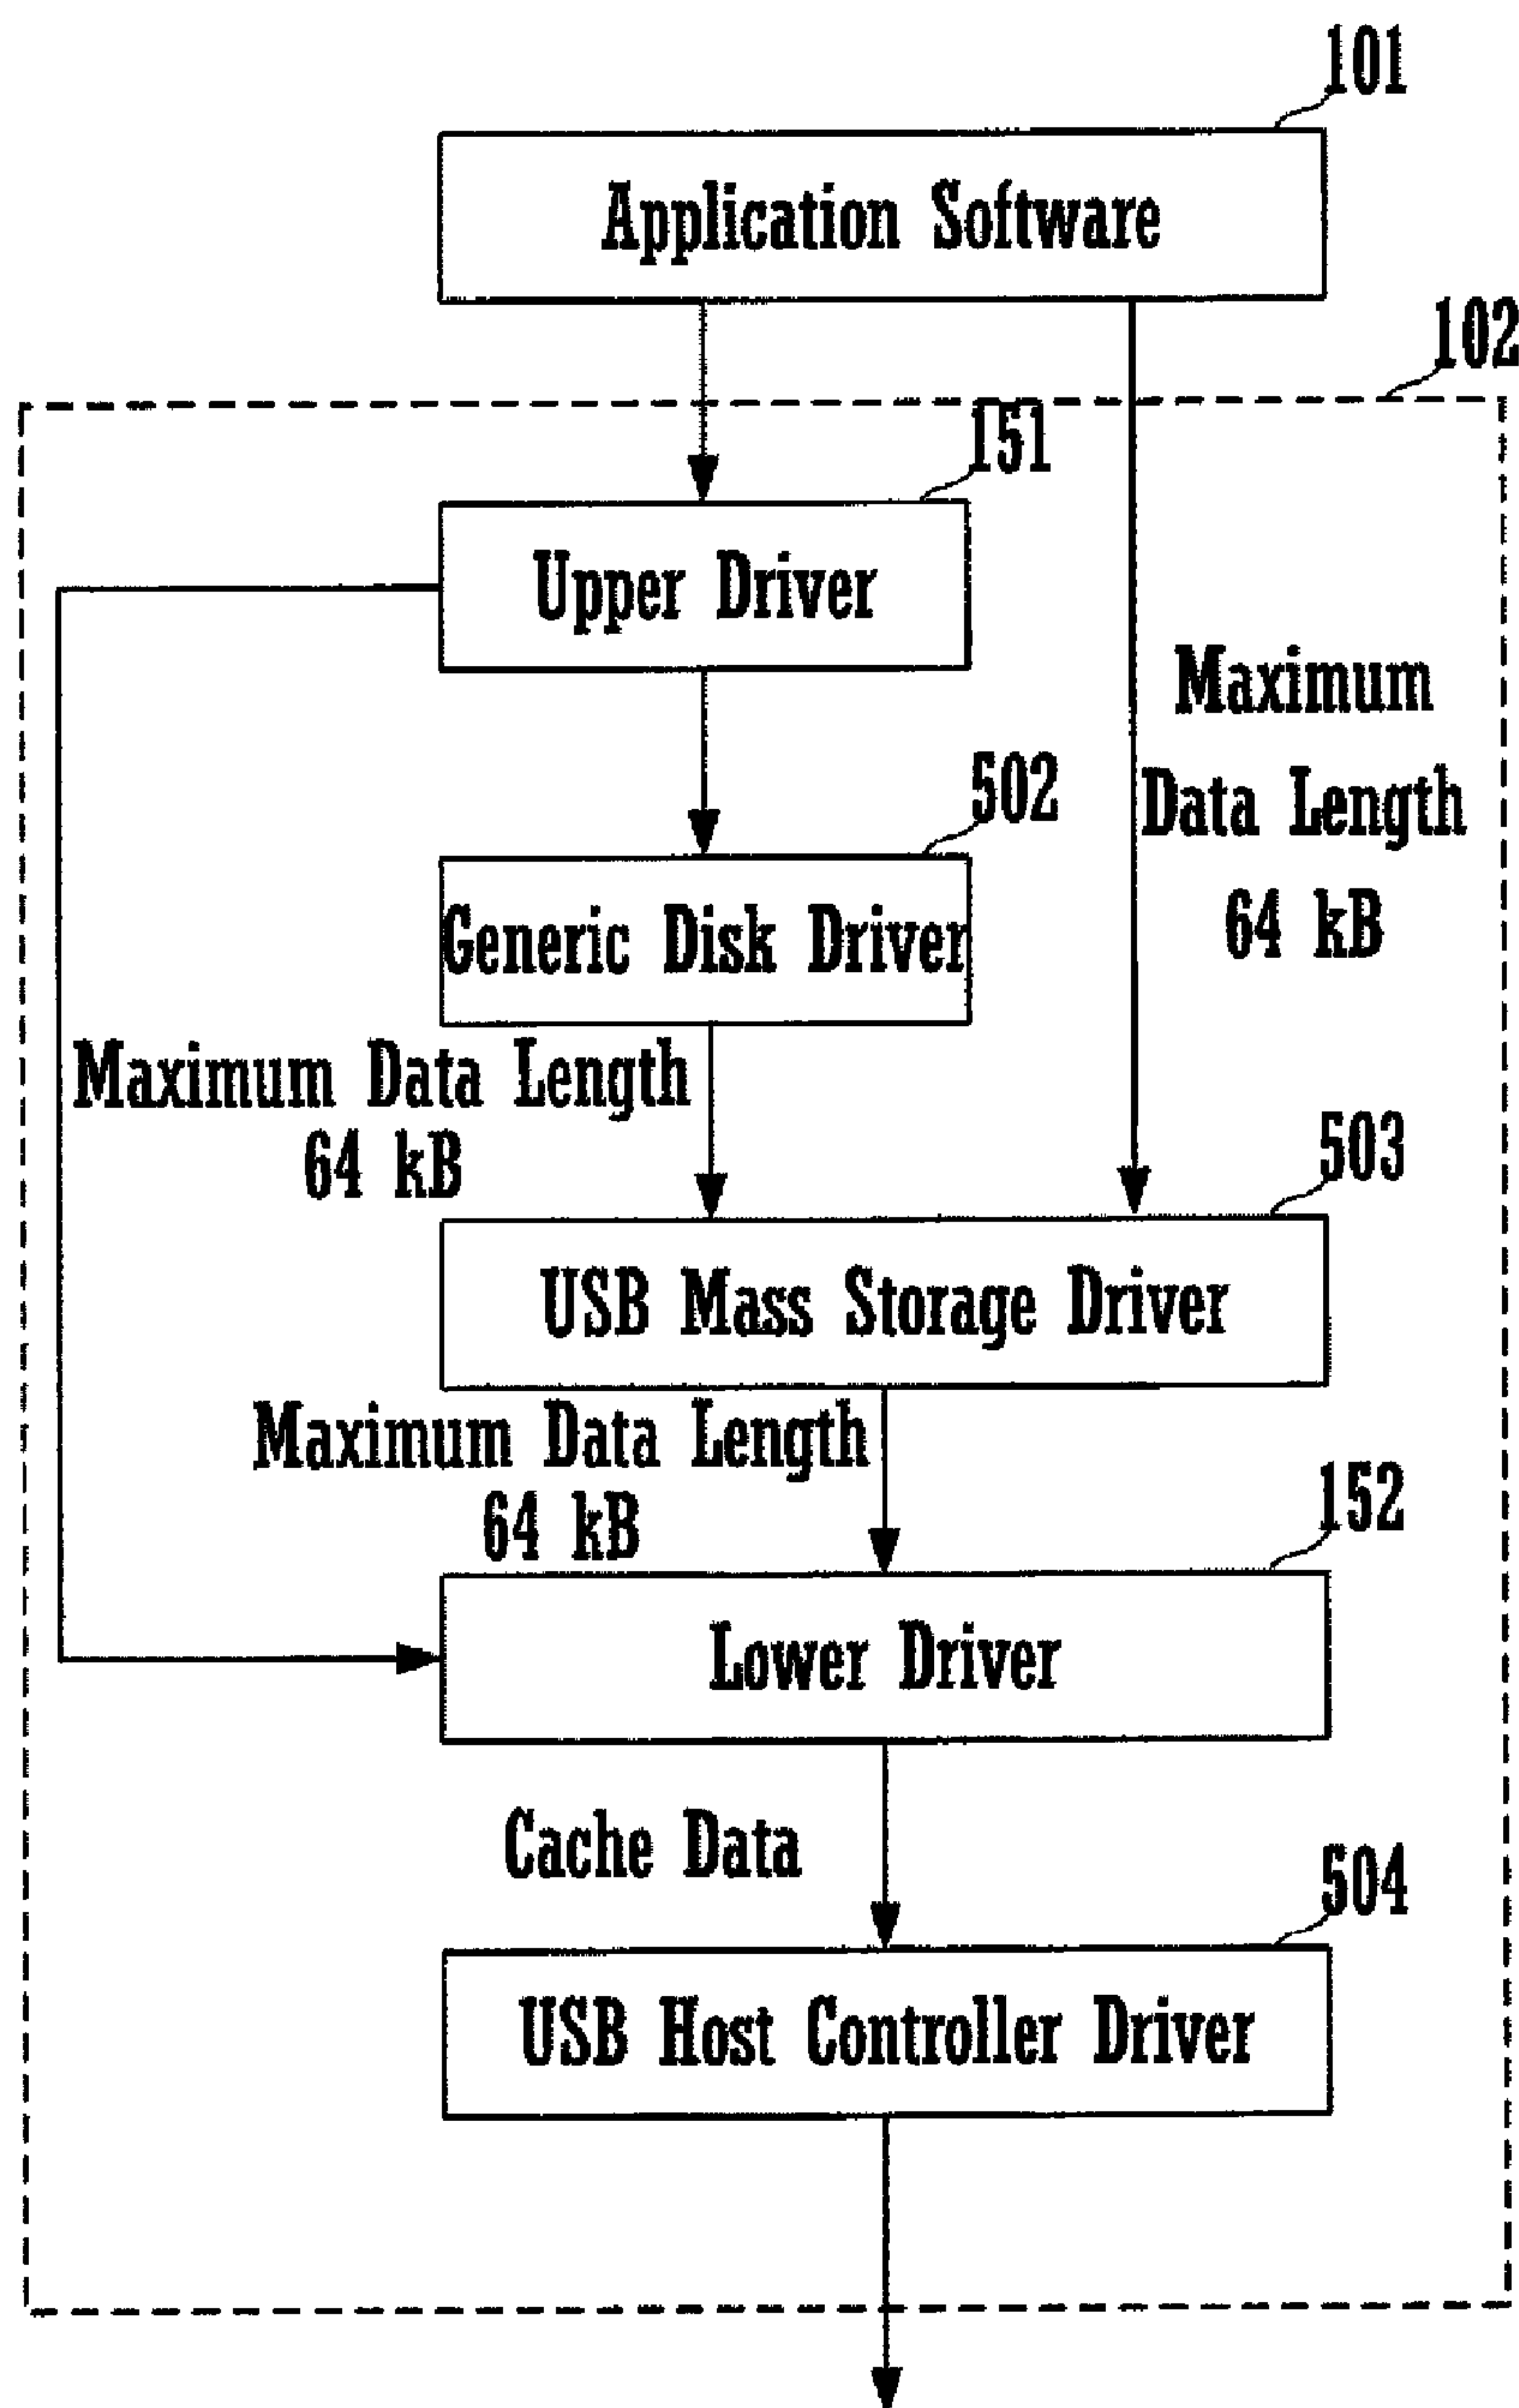 101
Application Software
102
151
Upper Driver
Maximum
Data Length
64 kB
502
Generic Disk Driver
Maximum Data Length
64 kB
503
USB Mass Storage Driver
Maximum Data Length
64 kB
152
Lower Driver
Cache Data
504
USB Host Controller Driver